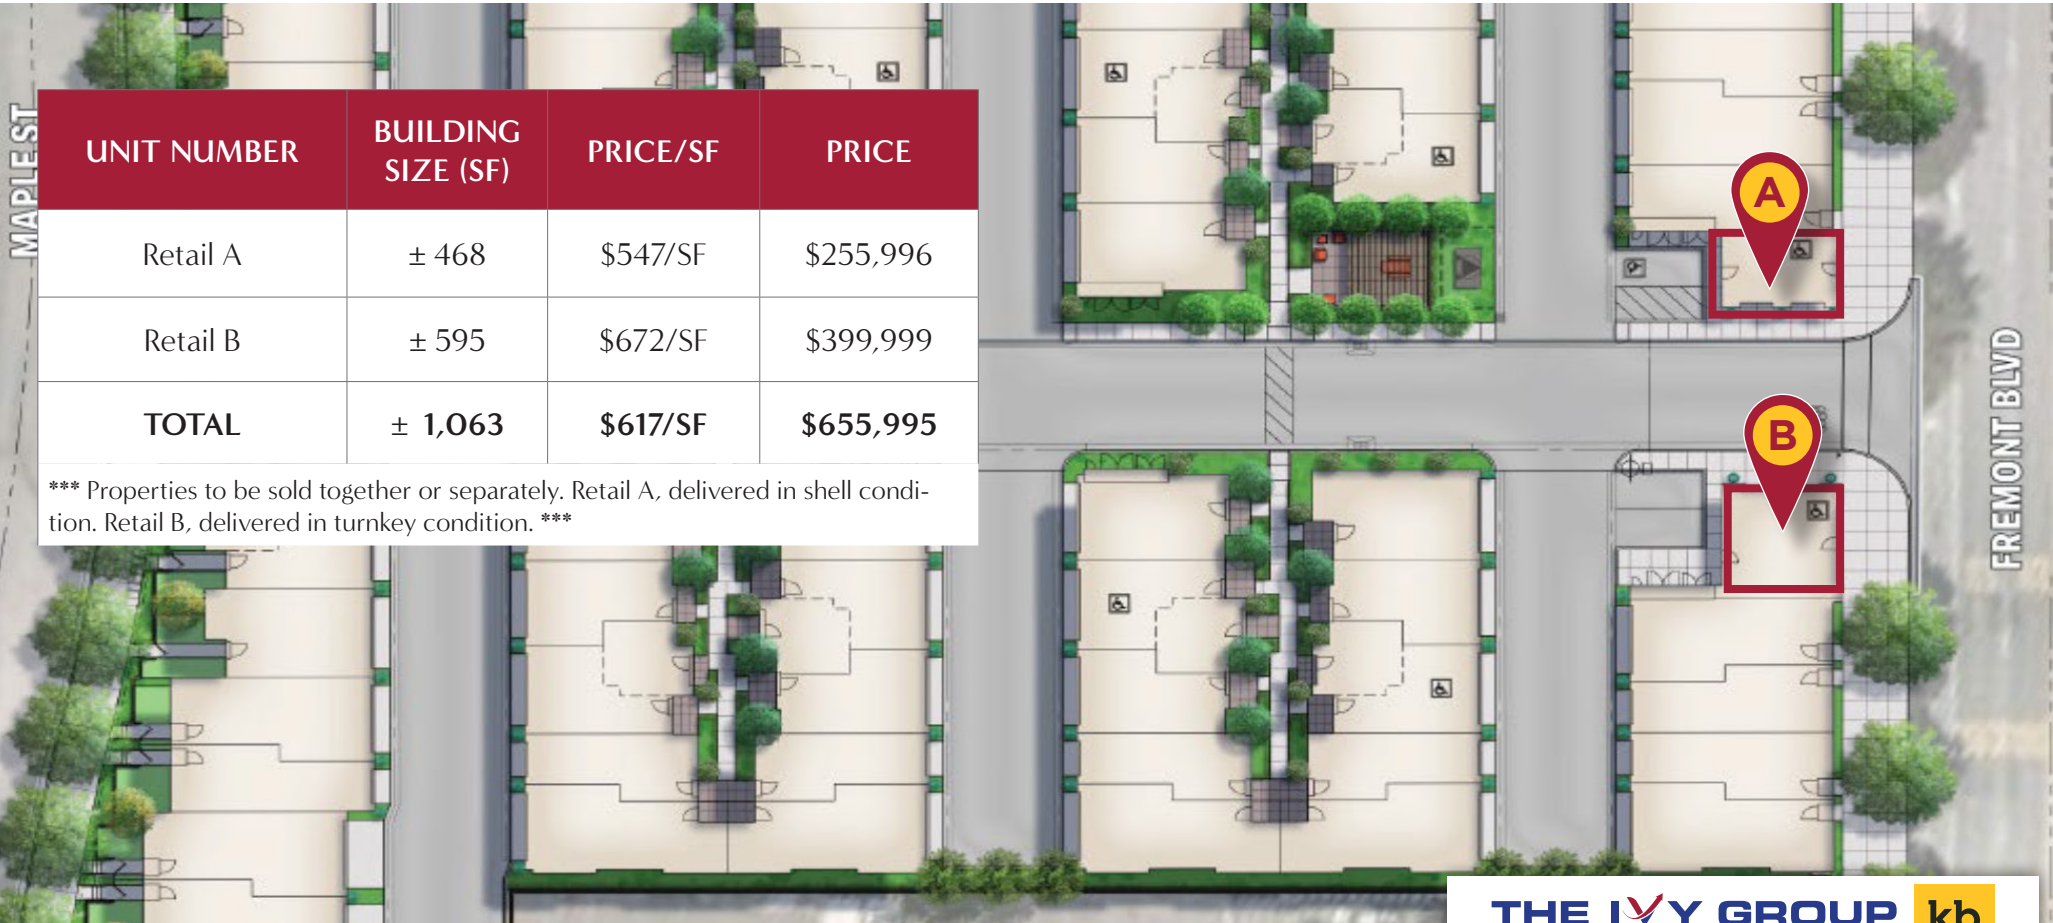 MAPLE ST
UNIT NUMBER
BUILDING
SIZE (SF)
PRICE/SF
PRICE
Retail A
± 468
$547/SF
$255,996
Retail B
± 595
$672/SF
$399,999
TOTAL
± 1,063
$617/SF
$655,995
*** Properties to be sold together or separately. Retail A, delivered in shell condi-
tion. Retail B, delivered in turnkey condition. ***
A
B
FREMONT BLVD
THE IVY GROUP
kb